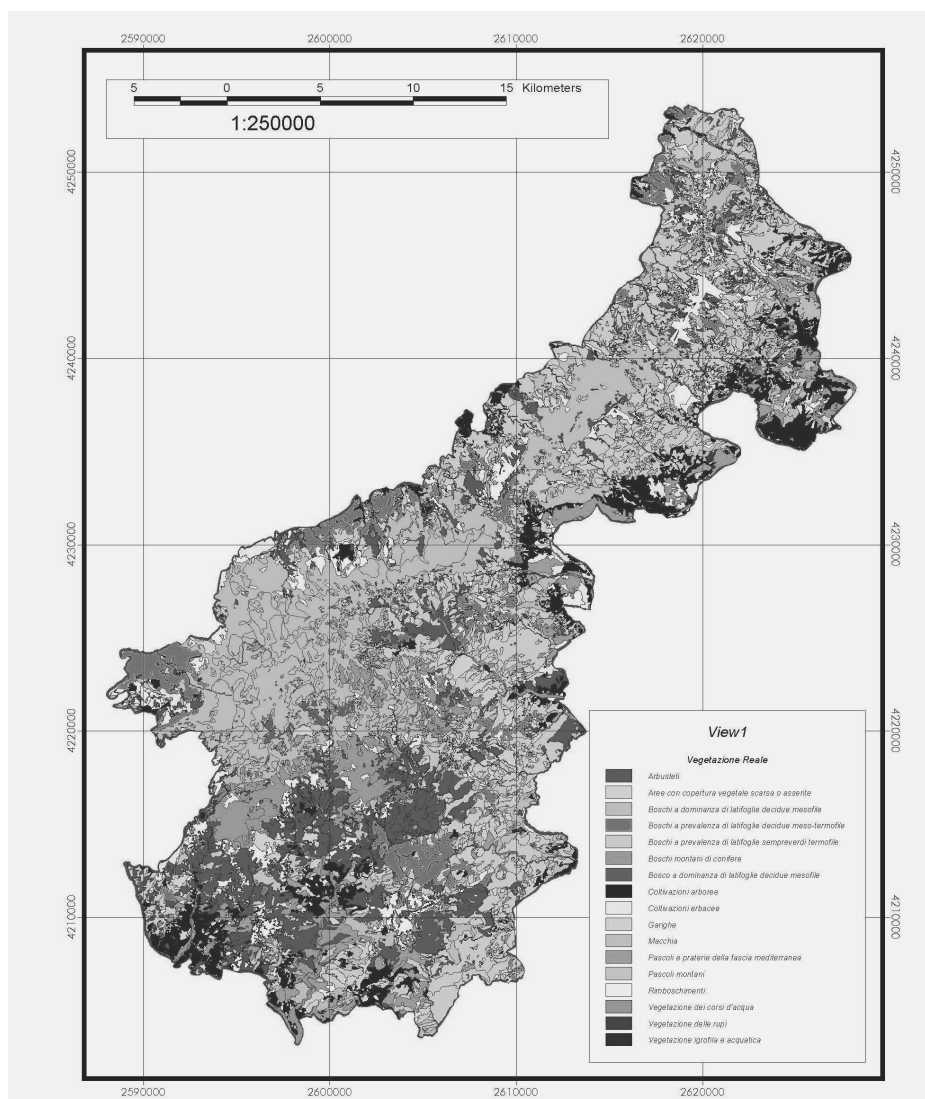 2590000 2600000 2610000 2620000
5 0 5 10 15 Kilometers
1:250000
4250000 4250000
4240000 4240000
4230000 4230000
4220000 4220000
4210000 4210000
View1
Vegetazione Reale
Arbusteti
Aree con copertura vegetale scarsa o assente
Boschi a dominanza di latifoglie decidue mesofile
Boschi a prevalenza di latifoglie decidue meso-termofile
Boschi a prevalenza di latifoglie sempreverdi termofile
Boschi montani di conifere
Bosco a dominanza di latifoglie decidue mesofile
Coltivazioni arboree
Coltivazioni erbacee
Garighe
Macchia
Pascoli e praterie della fascia mediterranea
Pascoli montani
Rimboschimenti
Vegetazione dei corsi d'acqua
Vegetazione delle rupi
Vegetazione igrofila e acquatica
2590000 2600000 2610000 2620000